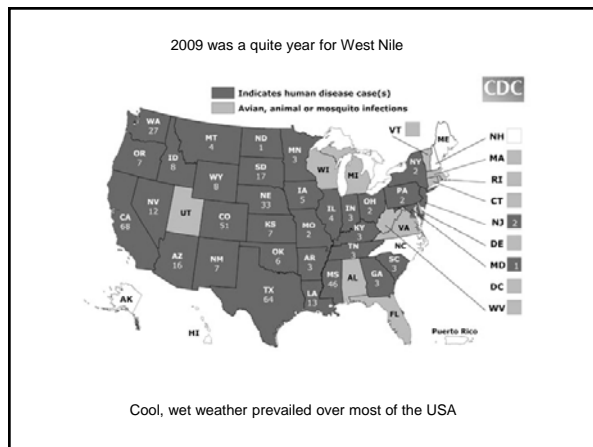 2009 was a quite year for West Nile
CDC
Indicates human disease case(s)
Avian, animal or mosquito infections
WA
27
OR
7
CA
68
NV
12
ID
8
MT
4
WY
8
UT
AZ
16
CO
51
NM
7
ND
1
SD
17
NE
33
KS
7
OK
6
TX
64
MN
3
IA
5
MO
2
AR
3
LA
13
WI
IL
4
MS
46
MI
IN
3
OH
2
KY
3
TN
3
AL
GA
3
FL
SC
3
NC
VA
PA
2
NY
2
VT
ME
NH
MA
RI
CT
NJ 2
DE
MD 1
DC
WV
AK
HI
Puerto Rico
Cool, wet weather prevailed over most of the USA